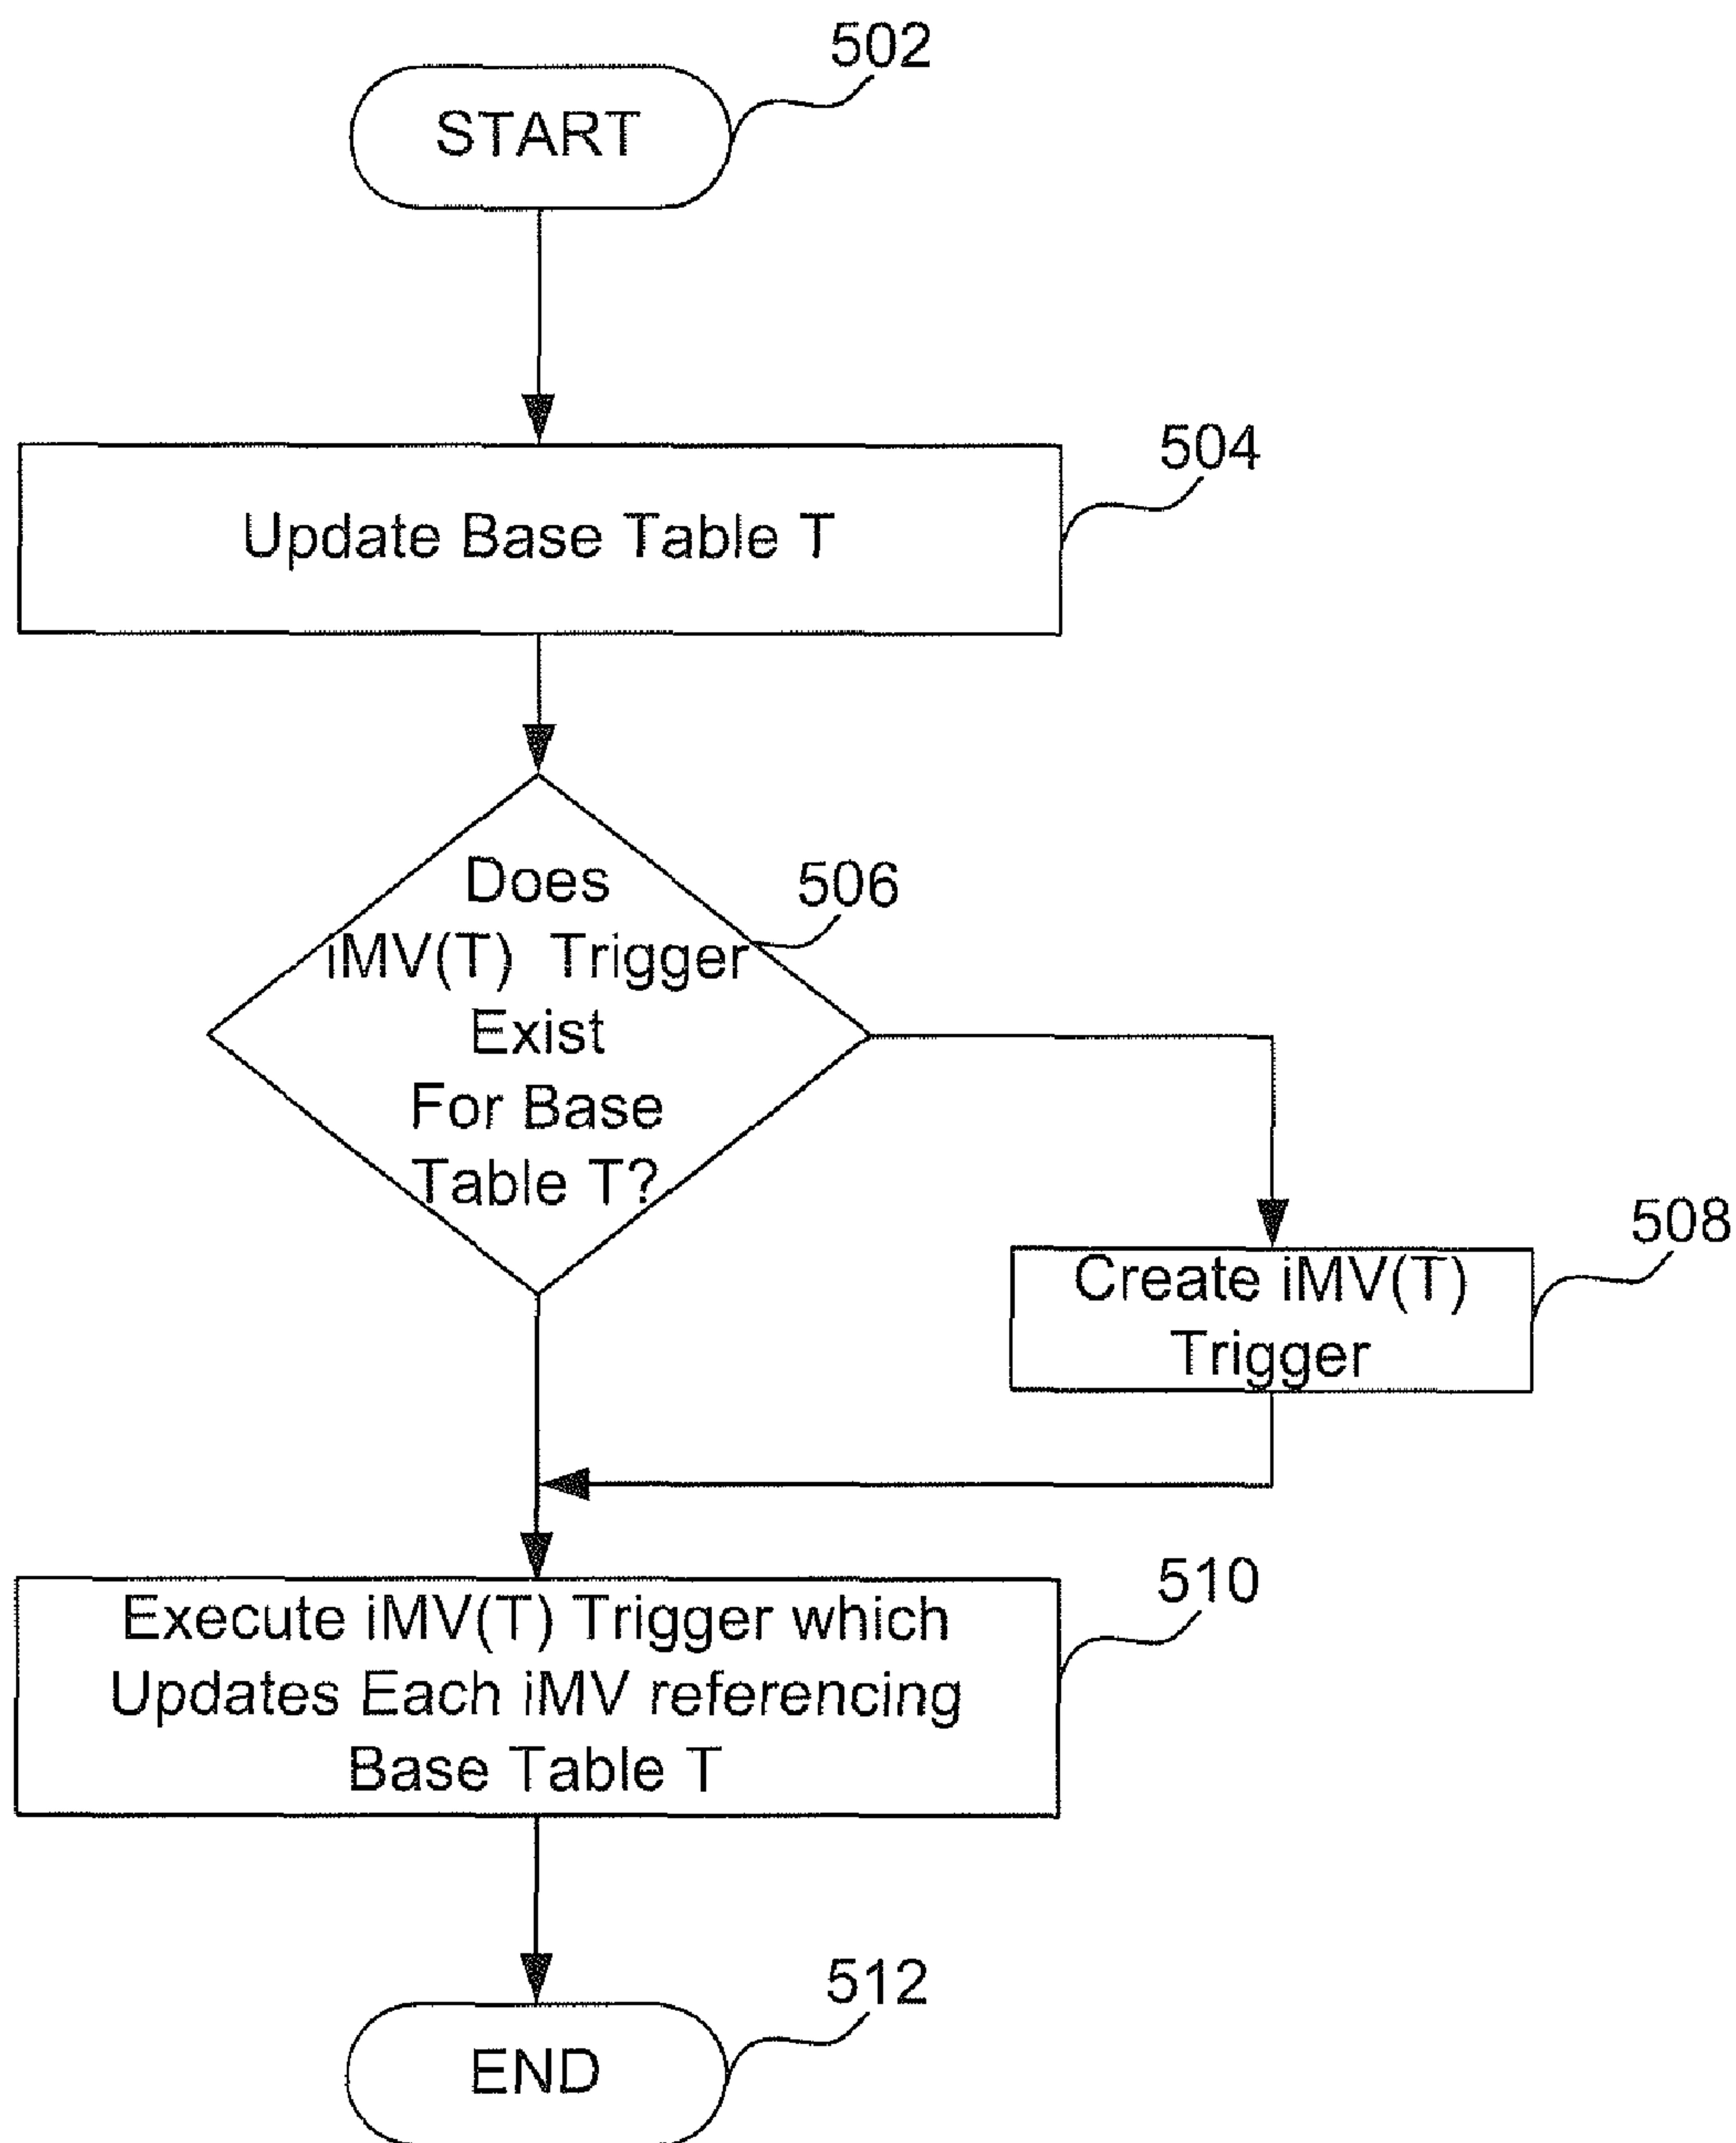 502
START
504
Update Base Table T
506
Does
iMV(T) Trigger
Exist
For Base
Table T?
508
Create iMV(T)
Trigger
510
Execute iMV(T) Trigger which
Updates Each iMV referencing
Base Table T
512
END